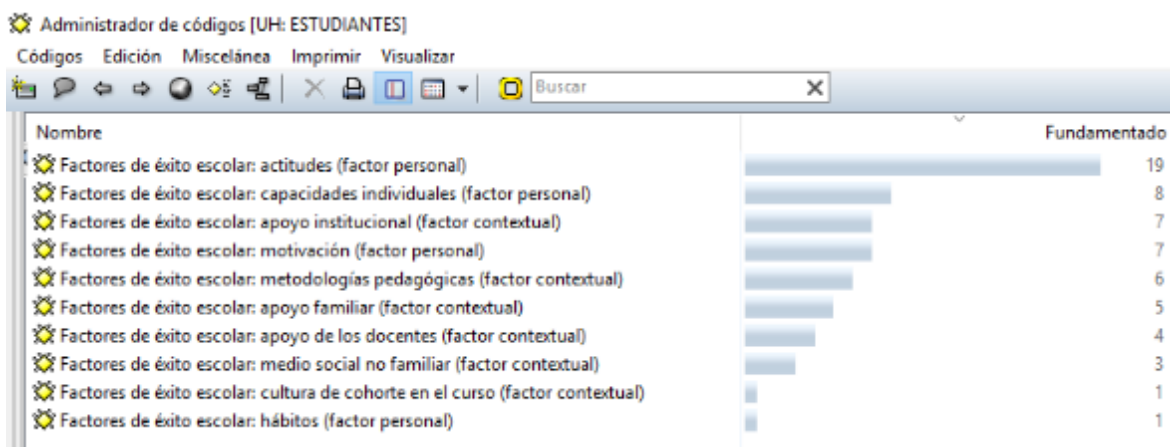 Administrador de códigos [UH: ESTUDIANTES]
Códigos Edición Miscelánea Imprimir Visualizar
Buscar
Nombre Fundamentado
Factores de éxito escolar: actitudes (factor personal) 19
Factores de éxito escolar: capacidades individuales (factor personal) 8
Factores de éxito escolar: apoyo institucional (factor contextual) 7
Factores de éxito escolar: motivación (factor personal) 7
Factores de éxito escolar: metodologías pedagógicas (factor contextual) 6
Factores de éxito escolar: apoyo familiar (factor contextual) 5
Factores de éxito escolar: apoyo de los docentes (factor contextual) 4
Factores de éxito escolar: medio social no familiar (factor contextual) 3
Factores de éxito escolar: cultura de cohorte en el curso (factor contextual) 1
Factores de éxito escolar: hábitos (factor personal) 1